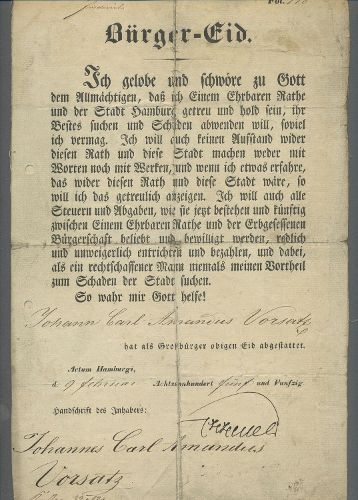 Bürger-Eid.
Ich gelobe und schwöre zu Gott
dem Allmächtigen, daß ich Einem Ehrbaren Rathe
und der Stadt Hamburg getreu und hold sein, ihr
Bestes suchen und Schaden abwenden will, soviel
ich vermag. Ich will auch keinen Aufstand wider
diesen Rath und diese Stadt machen weder mit
Worten noch mit Werken, und wenn ich etwas erfahre,
das wider diesen Rath und diese Stadt wäre, so
will ich das getreulich anzeigen. Ich will auch alle
Steuern und Abgaben, wie sie jetzt bestehen und künftig
zwischen Einem Ehrbaren Rathe und der Erbgesessenen
Bürgerschaft beliebt und bewilligt werden, redlich
und unweigerlich entrichten und bezahlen, und dabei,
als ein rechtschaffener Mann niemals meinen Vortheil
zum Schaden der Stadt suchen.
So wahr mir Gott helfe!
Johann Carl Amandus Vorsatz
hat als Großbürger obigen Eid abgestattet.
Actum Hamburgi,
d. 9 Februar Achtzehnhundert fünf und Funfzig.
Handschrift des Inhabers:
Johannes Carl Amandus
Vorsatz